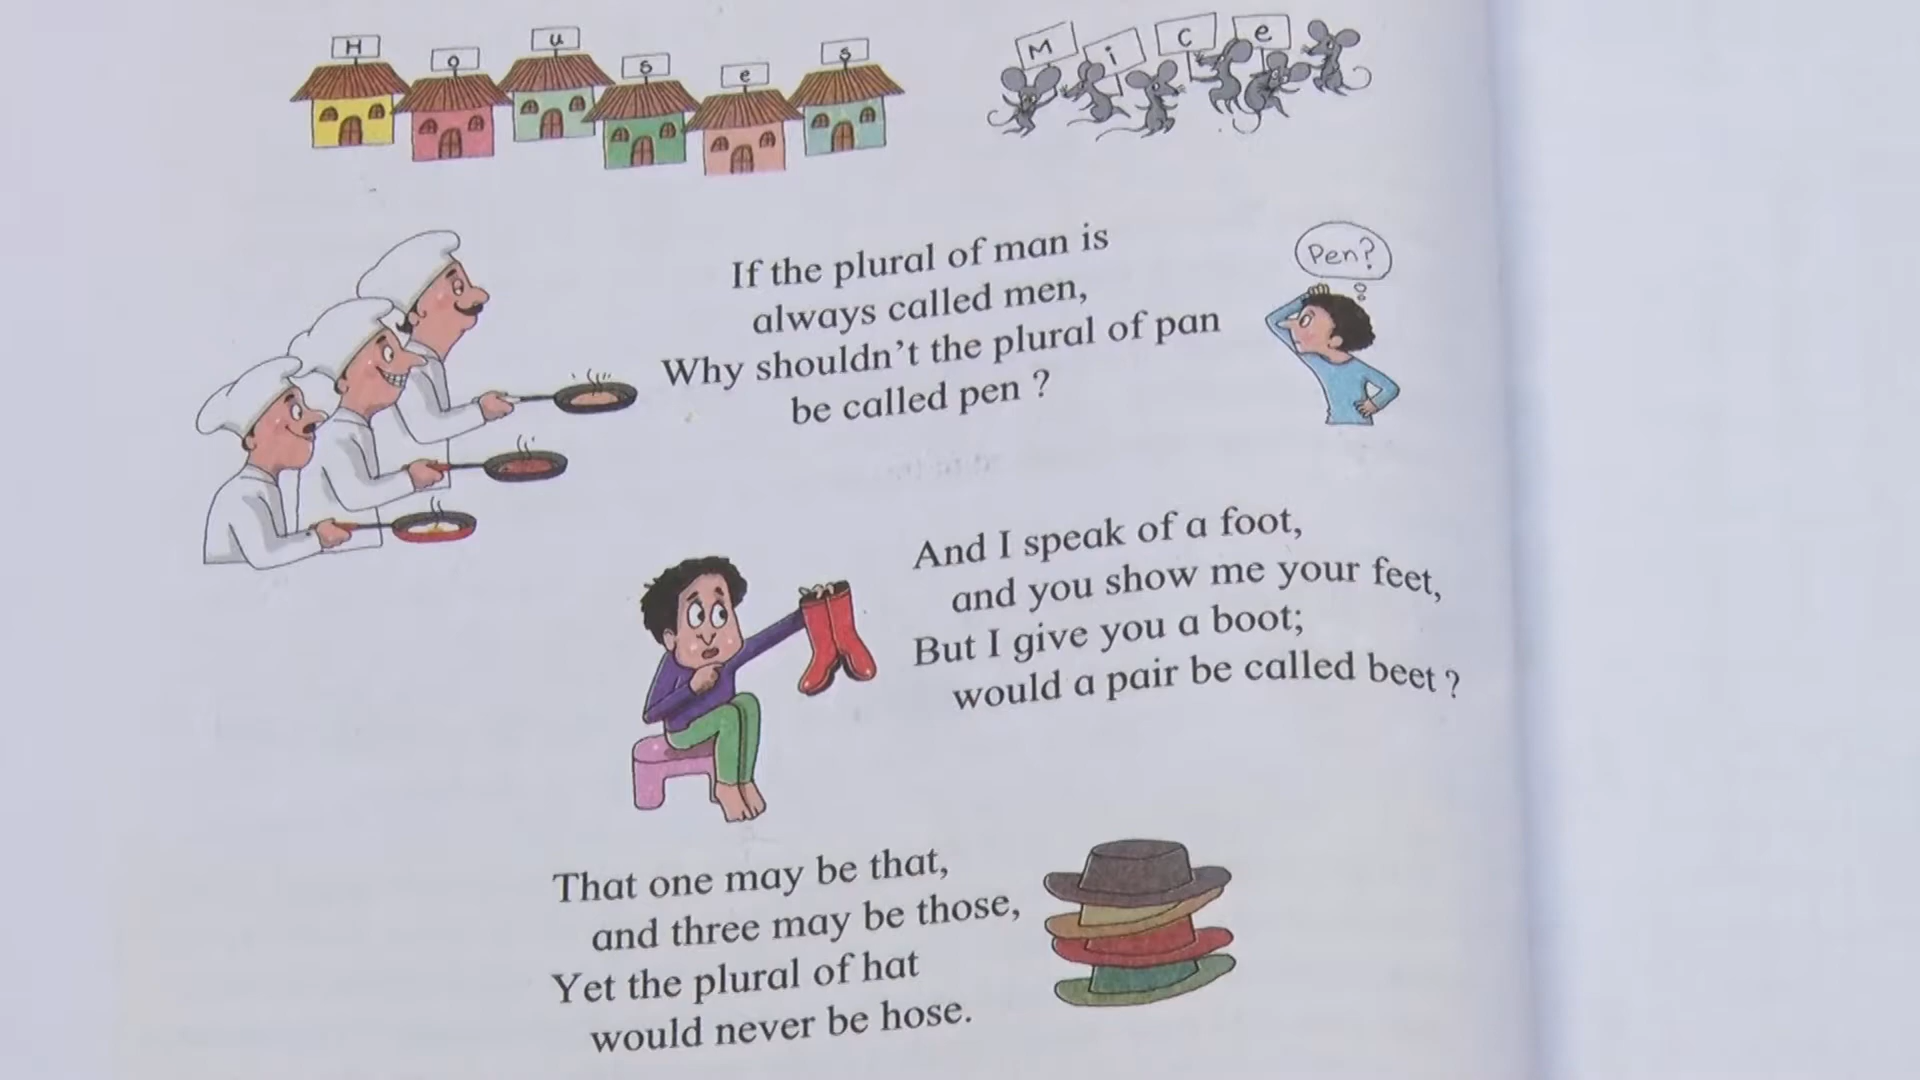 H o u s e s
M i c e
If the plural of man is
always called men,
Why shouldn't the plural of pan
be called pen ?
Pen?
And I speak of a foot,
and you show me your feet,
But I give you a boot;
would a pair be called beet ?
That one may be that,
and three may be those,
Yet the plural of hat
would never be hose.